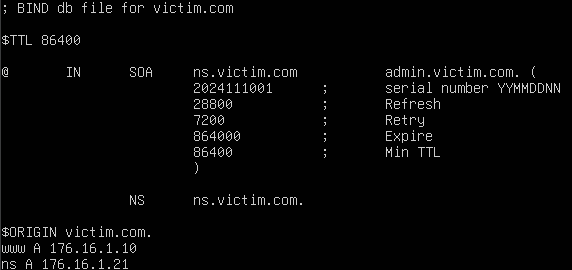 ; BIND db file for victim.com
$TTL 86400
@ IN SOA ns.victim.com admin.victim.com. (
2024111001 ; serial number YYMMDDNN
28800 ; Refresh
7200 ; Retry
864000 ; Expire
86400 ; Min TTL
)
NS ns.victim.com.
$ORIGIN victim.com.
www A 176.16.1.10
ns A 176.16.1.21